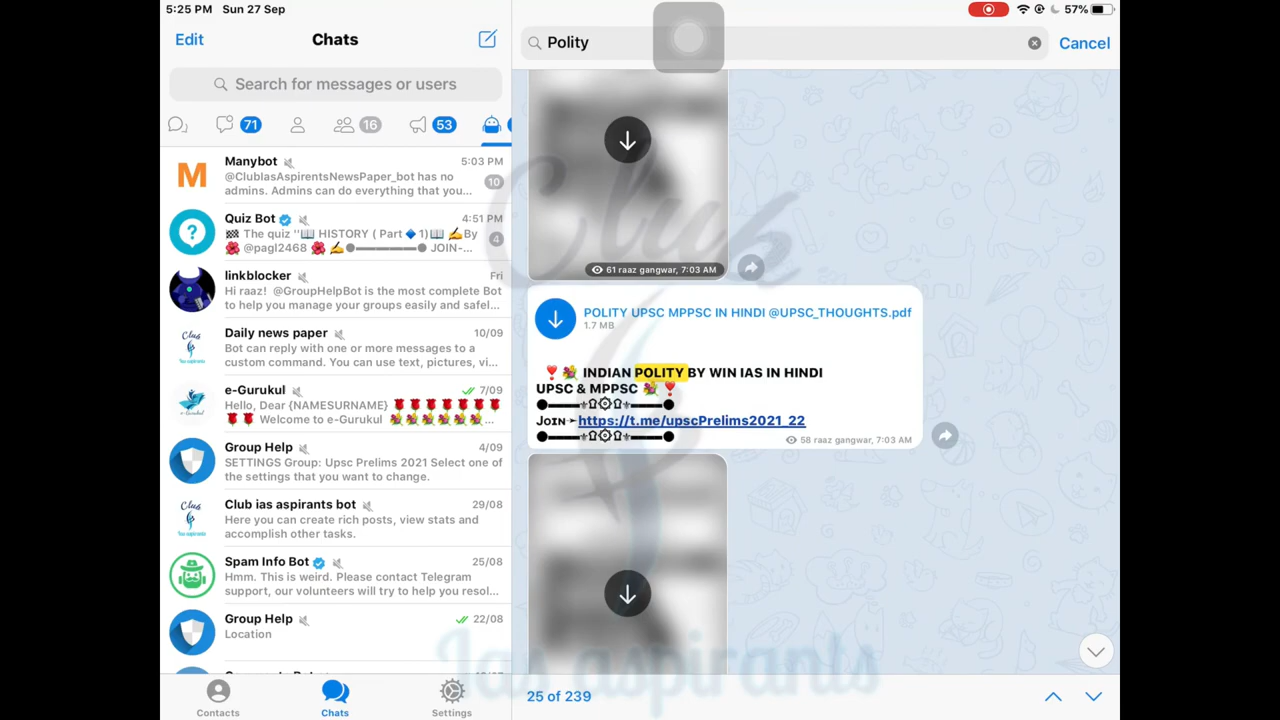 5:25 PM Sun 27 Sep
57%
Edit
Chats
Search for messages or users
71
16
53
Manybot
5:03 PM
@ClubIasAspirentsNewsPaper_bot has no
admins. Admins can do everything that you...
10
Quiz Bot
4:51 PM
🏁 The quiz "📖 HISTORY ( Part 🔹 1)📖 ✍️By
🌺 @pagl2468 🌺 ✍️●▬▬▬▬▬● JOIN-...
4
linkblocker
Fri
Hi raaz! @GroupHelpBot is the most complete Bot
to help you manage your groups easily and safel...
Daily news paper
10/09
Bot can reply with one or more messages to a
custom command. You can use text, pictures, vi...
e-Gurukul
7/09
Hello, Dear {NAMESURNAME} 🌹🌹🌹🌹🌹🌹🌹
🌹🌹 Welcome to e-Gurukul 💐💐💐💐💐💐...
Group Help
4/09
SETTINGS Group: Upsc Prelims 2021 Select one of
the settings that you want to change.
Club ias aspirants bot
29/08
Here you can create rich posts, view stats and
accomplish other tasks.
Spam Info Bot
25/08
Hmm. This is weird. Please contact Telegram
support, our volunteers will try to help you resol...
Group Help
22/08
Location
Contacts
Chats
Settings
Polity
Cancel
61 raaz gangwar, 7:03 AM
POLITY UPSC MPPSC IN HINDI @UPSC_THOUGHTS.pdf
1.7 MB
❣️💐 INDIAN POLITY BY WIN IAS IN HINDI
UPSC & MPPSC 💐❣️
Jᴏɪɴ➛https://t.me/upscPrelims2021_22
58 raaz gangwar, 7:03 AM
25 of 239
Club
Ias aspirants